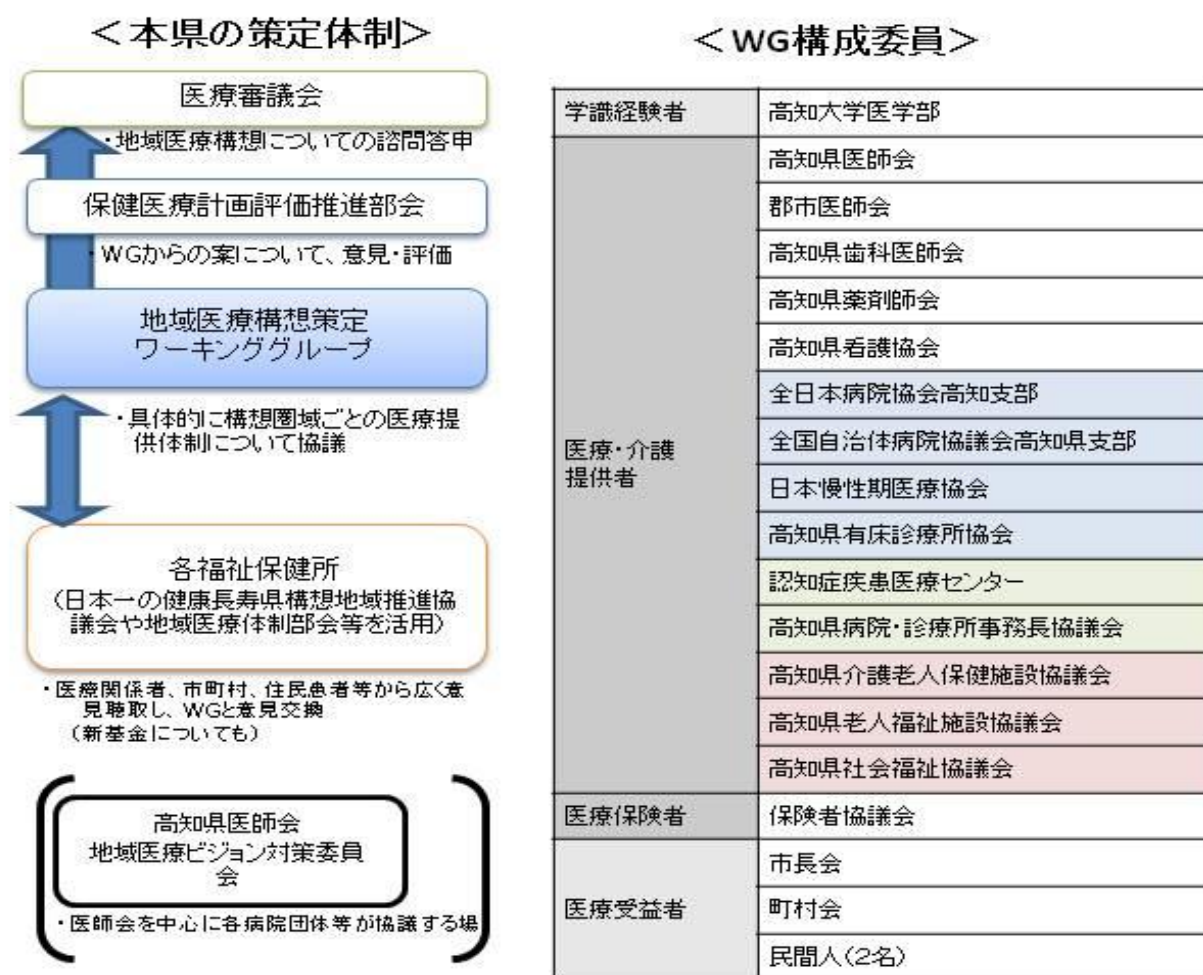 ＜本県の策定体制＞
医療審議会
・地域医療構想についての諮問答申
保健医療計画評価推進部会
・WGからの案について、意見・評価
地域医療構想策定
ワーキンググループ
・具体的に構想圏域ごとの医療提
供体制について協議
各福祉保健所
(日本一の健康長寿県構想地域推進協
議会や地域医療体制部会等を活用)
・医療関係者、市町村、住民患者等から広く意
見聴取し、WGと意見交換
(新基金についても)
高知県医師会
地域医療ビジョン対策委員
会
・医師会を中心に各病院団体等が協議する場
＜WG構成委員＞
学識経験者
高知大学医学部
医療・介護
提供者
高知県医師会
郡市医師会
高知県歯科医師会
高知県薬剤師会
高知県看護協会
全日本病院協会高知支部
全国自治体病院協議会高知県支部
日本慢性期医療協会
高知県有床診療所協会
認知症疾患医療センター
高知県病院・診療所事務長協議会
高知県介護老人保健施設協議会
高知県老人福祉施設協議会
高知県社会福祉協議会
医療保険者
保険者協議会
医療受益者
市長会
町村会
民間人(2名)